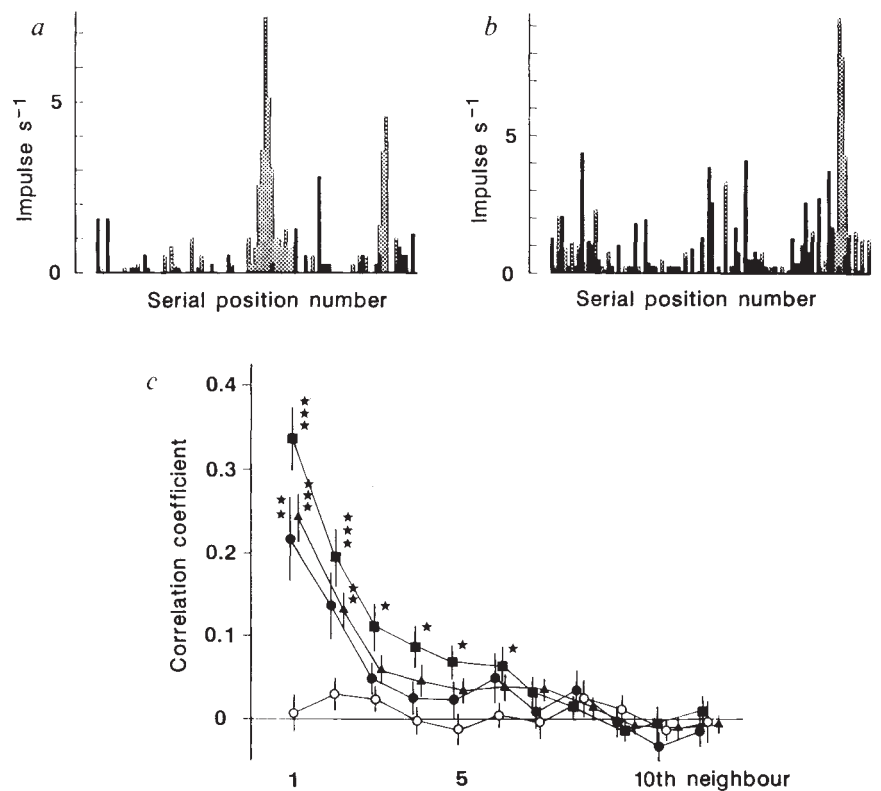 a
Impulse s⁻¹
5
0
Serial position number
b
Impulse s⁻¹
5
0
Serial position number
c
Correlation coefficient
0.4
0.3
0.2
0.1
0
1
5
10th neighbour